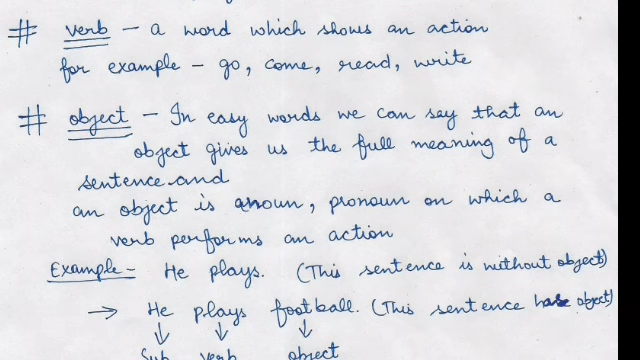 # verb – a word which shows an action
for example – go, come, read, write
# object – In easy words we can say that an
object gives us the full meaning of a
sentence and
an object is a noun, pronoun on which a
verb performs an action
Example – He plays. (This sentence is without object)
→ He plays football. (This sentence has object)
↓ ↓ ↓
Sub verb object